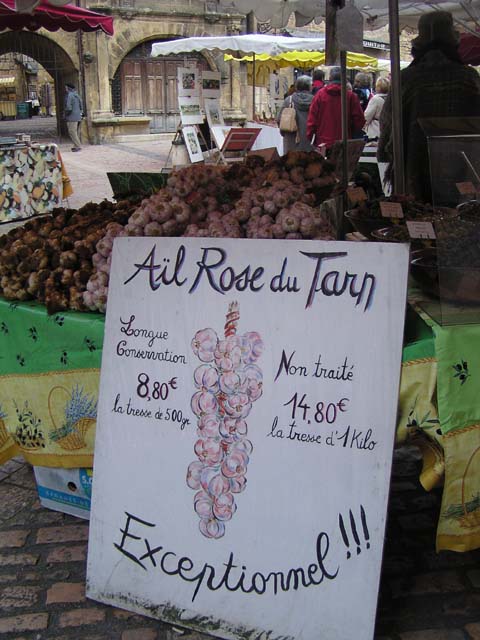 Aïl Rose du Tarn
Longue
Conservation
8,80€
la tresse de 500gr
Non traité
14,80€
la tresse d'1 Kilo
Exceptionnel !!!